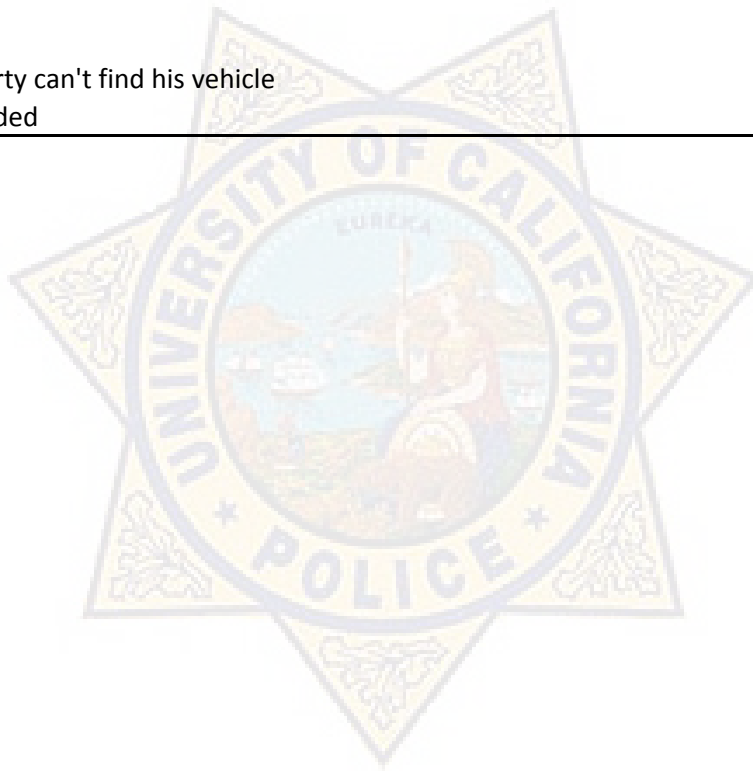 rty can't find his vehicle
ded
UNIVERSITY OF CALIFORNIA
EUREKA
POLICE